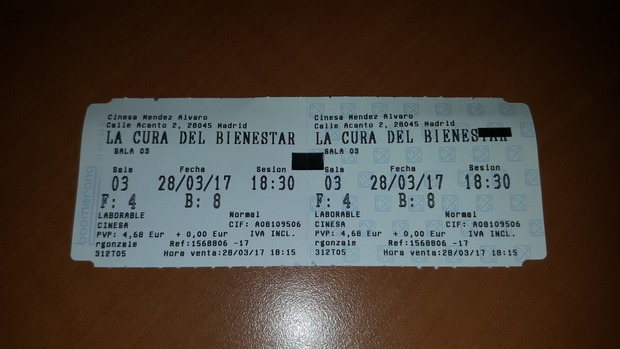 Cinesa Mendez Alvaro
Calle Acanto 2, 28045 Madrid
LA CURA DEL BIENESTAR
SALA 03
Sala Fecha Sesion
03 28/03/17 18:30
F: 4 B: 8
LABORABLE Normal
CINESA CIF: A08109506
PVP: 4,68 Eur + 0,00 Eur IVA INCL.
rgonzale Ref:1568806 -17
312T05 Hora venta:28/03/17 18:15
boomerang
Cinesa Mendez Alvaro
Calle Acanto 2, 28045 Madrid
LA CURA DEL BIENES
SALA 03
Sala Fecha Sesion
03 28/03/17 18:30
F: 4 B: 8
LABORABLE Normal
CINESA CIF: A08109506
PVP: 4,68 Eur + 0,00 Eur IVA INCL.
rgonzale Ref:1568806 -17
312T05 Hora venta:28/03/17 18:15